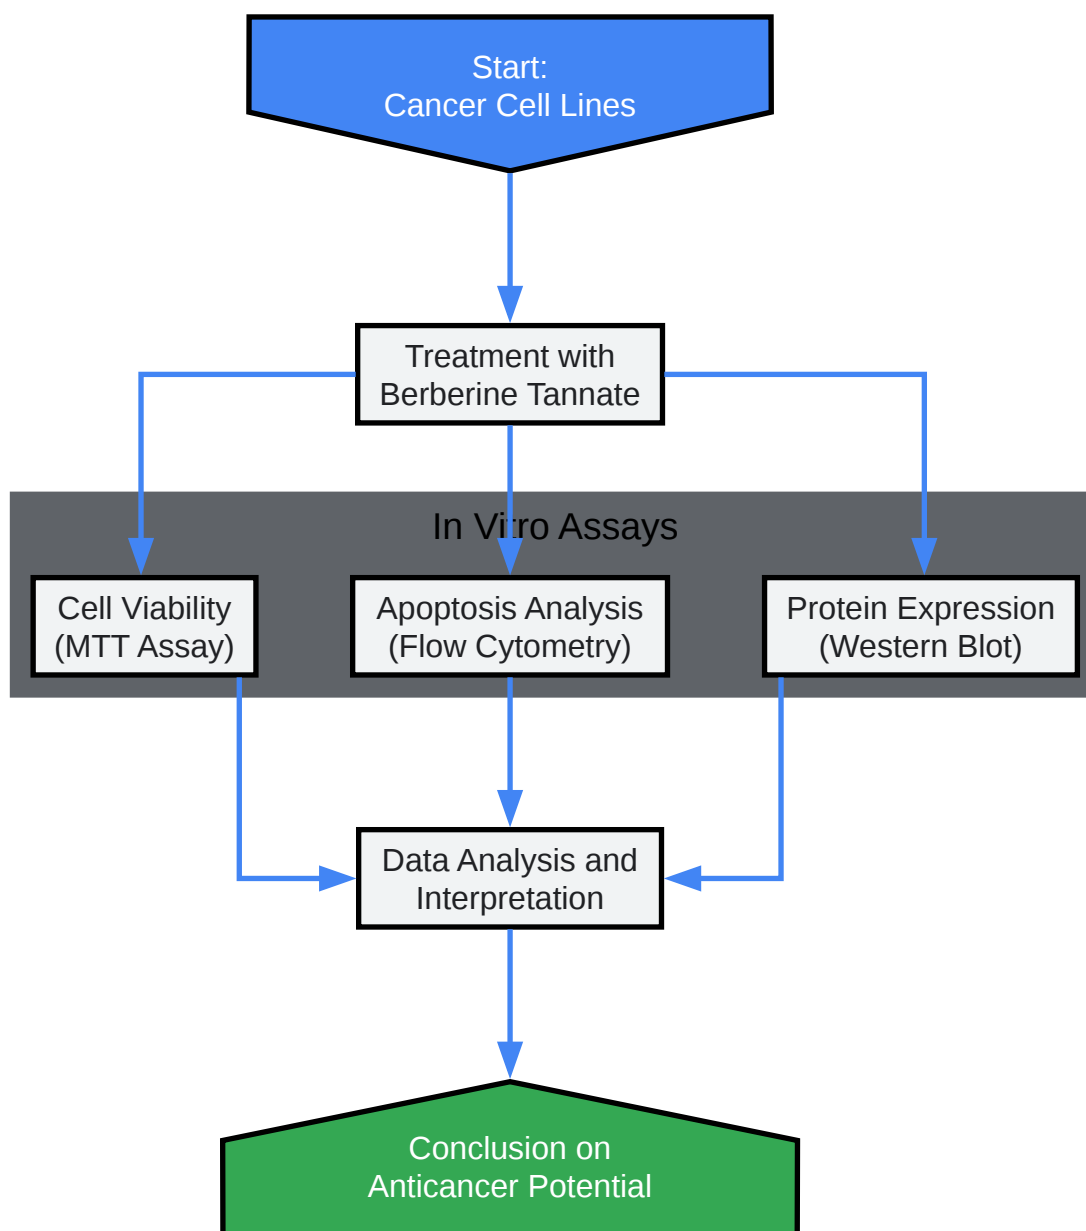 Start:
Cancer Cell Lines
Treatment with
Berberine Tannate
In Vitro Assays
Cell Viability
(MTT Assay)
Apoptosis Analysis
(Flow Cytometry)
Protein Expression
(Western Blot)
Data Analysis and
Interpretation
Conclusion on
Anticancer Potential